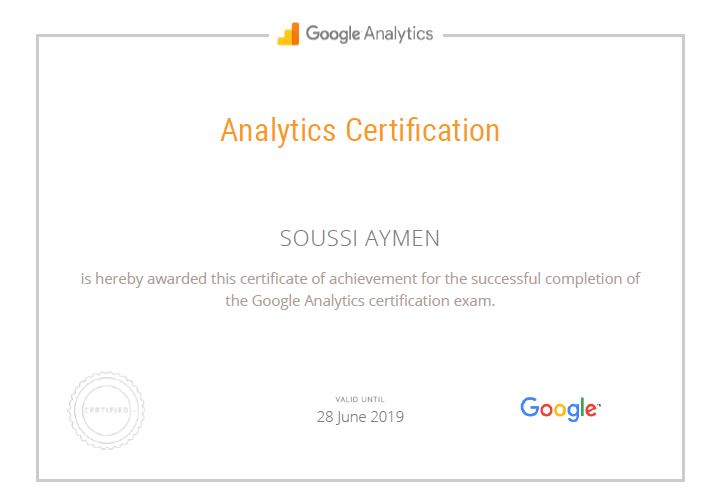 Google Analytics
Analytics Certification
SOUSSI AYMEN
is hereby awarded this certificate of achievement for the successful completion of
the Google Analytics certification exam.
CERTIFIED
VALID UNTIL
28 June 2019
Google™